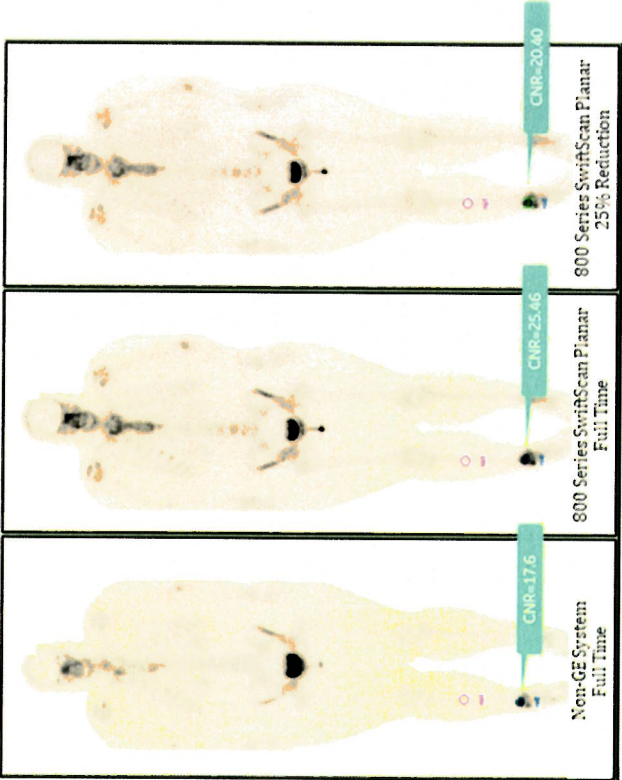 CNR=20.40
800 Series SwiftScan Planar
25% Reduction
CNR=25.46
800 Series SwiftScan Planar
Full Time
CNR=17.6
Non-GE System
Full Time